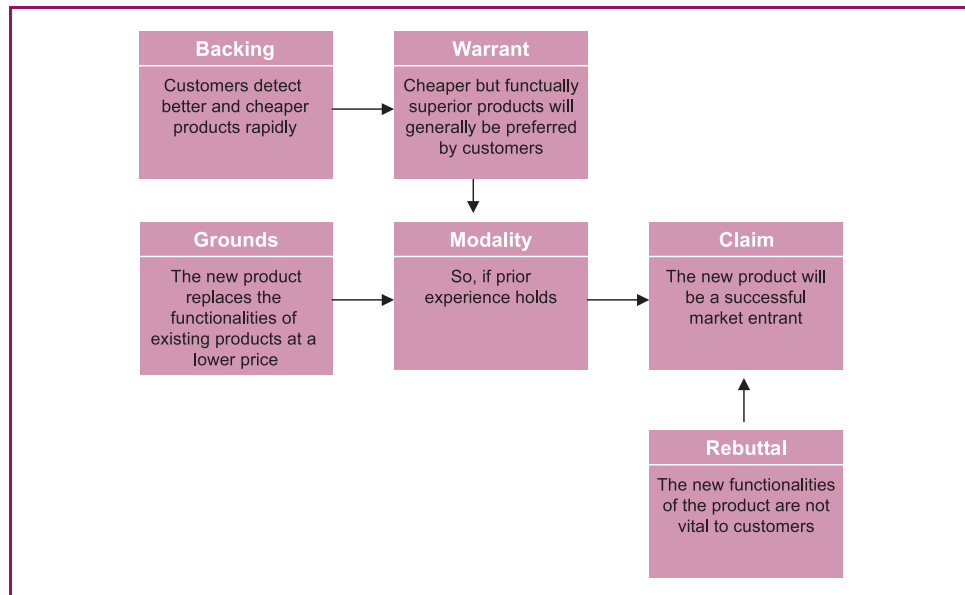 Backing
Customers detect
better and cheaper
products rapidly
Warrant
Cheaper but functually
superior products will
generally be preferred
by customers
Grounds
The new product
replaces the
functionalities of
existing products at a
lower price
Modality
So, if prior
experience holds
Claim
The new product will
be a successful
market entrant
Rebuttal
The new functionalities
of the product are not
vital to customers